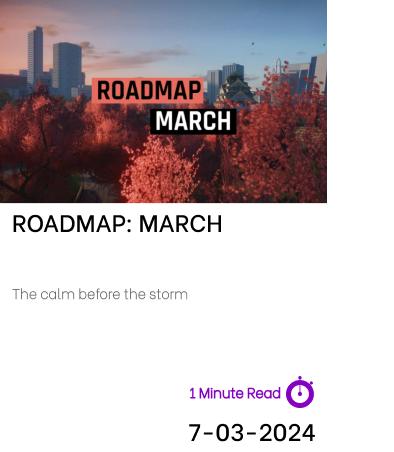 ROADMAP
MARCH
ROADMAP: MARCH
The calm before the storm
1 Minute Read
7-03-2024